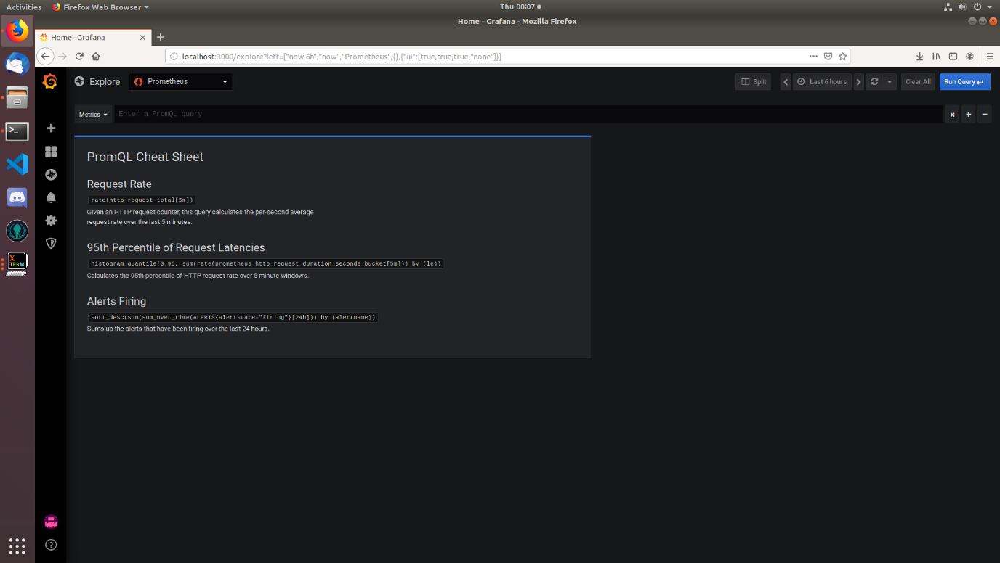 Activities
Firefox Web Browser
Thu 00:07
Home - Grafana - Mozilla Firefox
Home - Grafana
localhost:3000/explore?left=["now-6h","now","Prometheus",{},{"ui":[true,true,true,"none"]}]
Explore
Prometheus
Split
Last 6 hours
Clear All
Run Query
Metrics
Enter a PromQL query
PromQL Cheat Sheet
Request Rate
rate(http_request_total[5m])
Given an HTTP request counter, this query calculates the per-second average
request rate over the last 5 minutes.
95th Percentile of Request Latencies
histogram_quantile(0.95, sum(rate(prometheus_http_request_duration_seconds_bucket[5m])) by (le))
Calculates the 95th percentile of HTTP request rate over 5 minute windows.
Alerts Firing
sort_desc(sum(sum_over_time(ALERTS{alertstate="firing"}[24h])) by (alertname))
Sums up the alerts that have been firing over the last 24 hours.
X
TERM